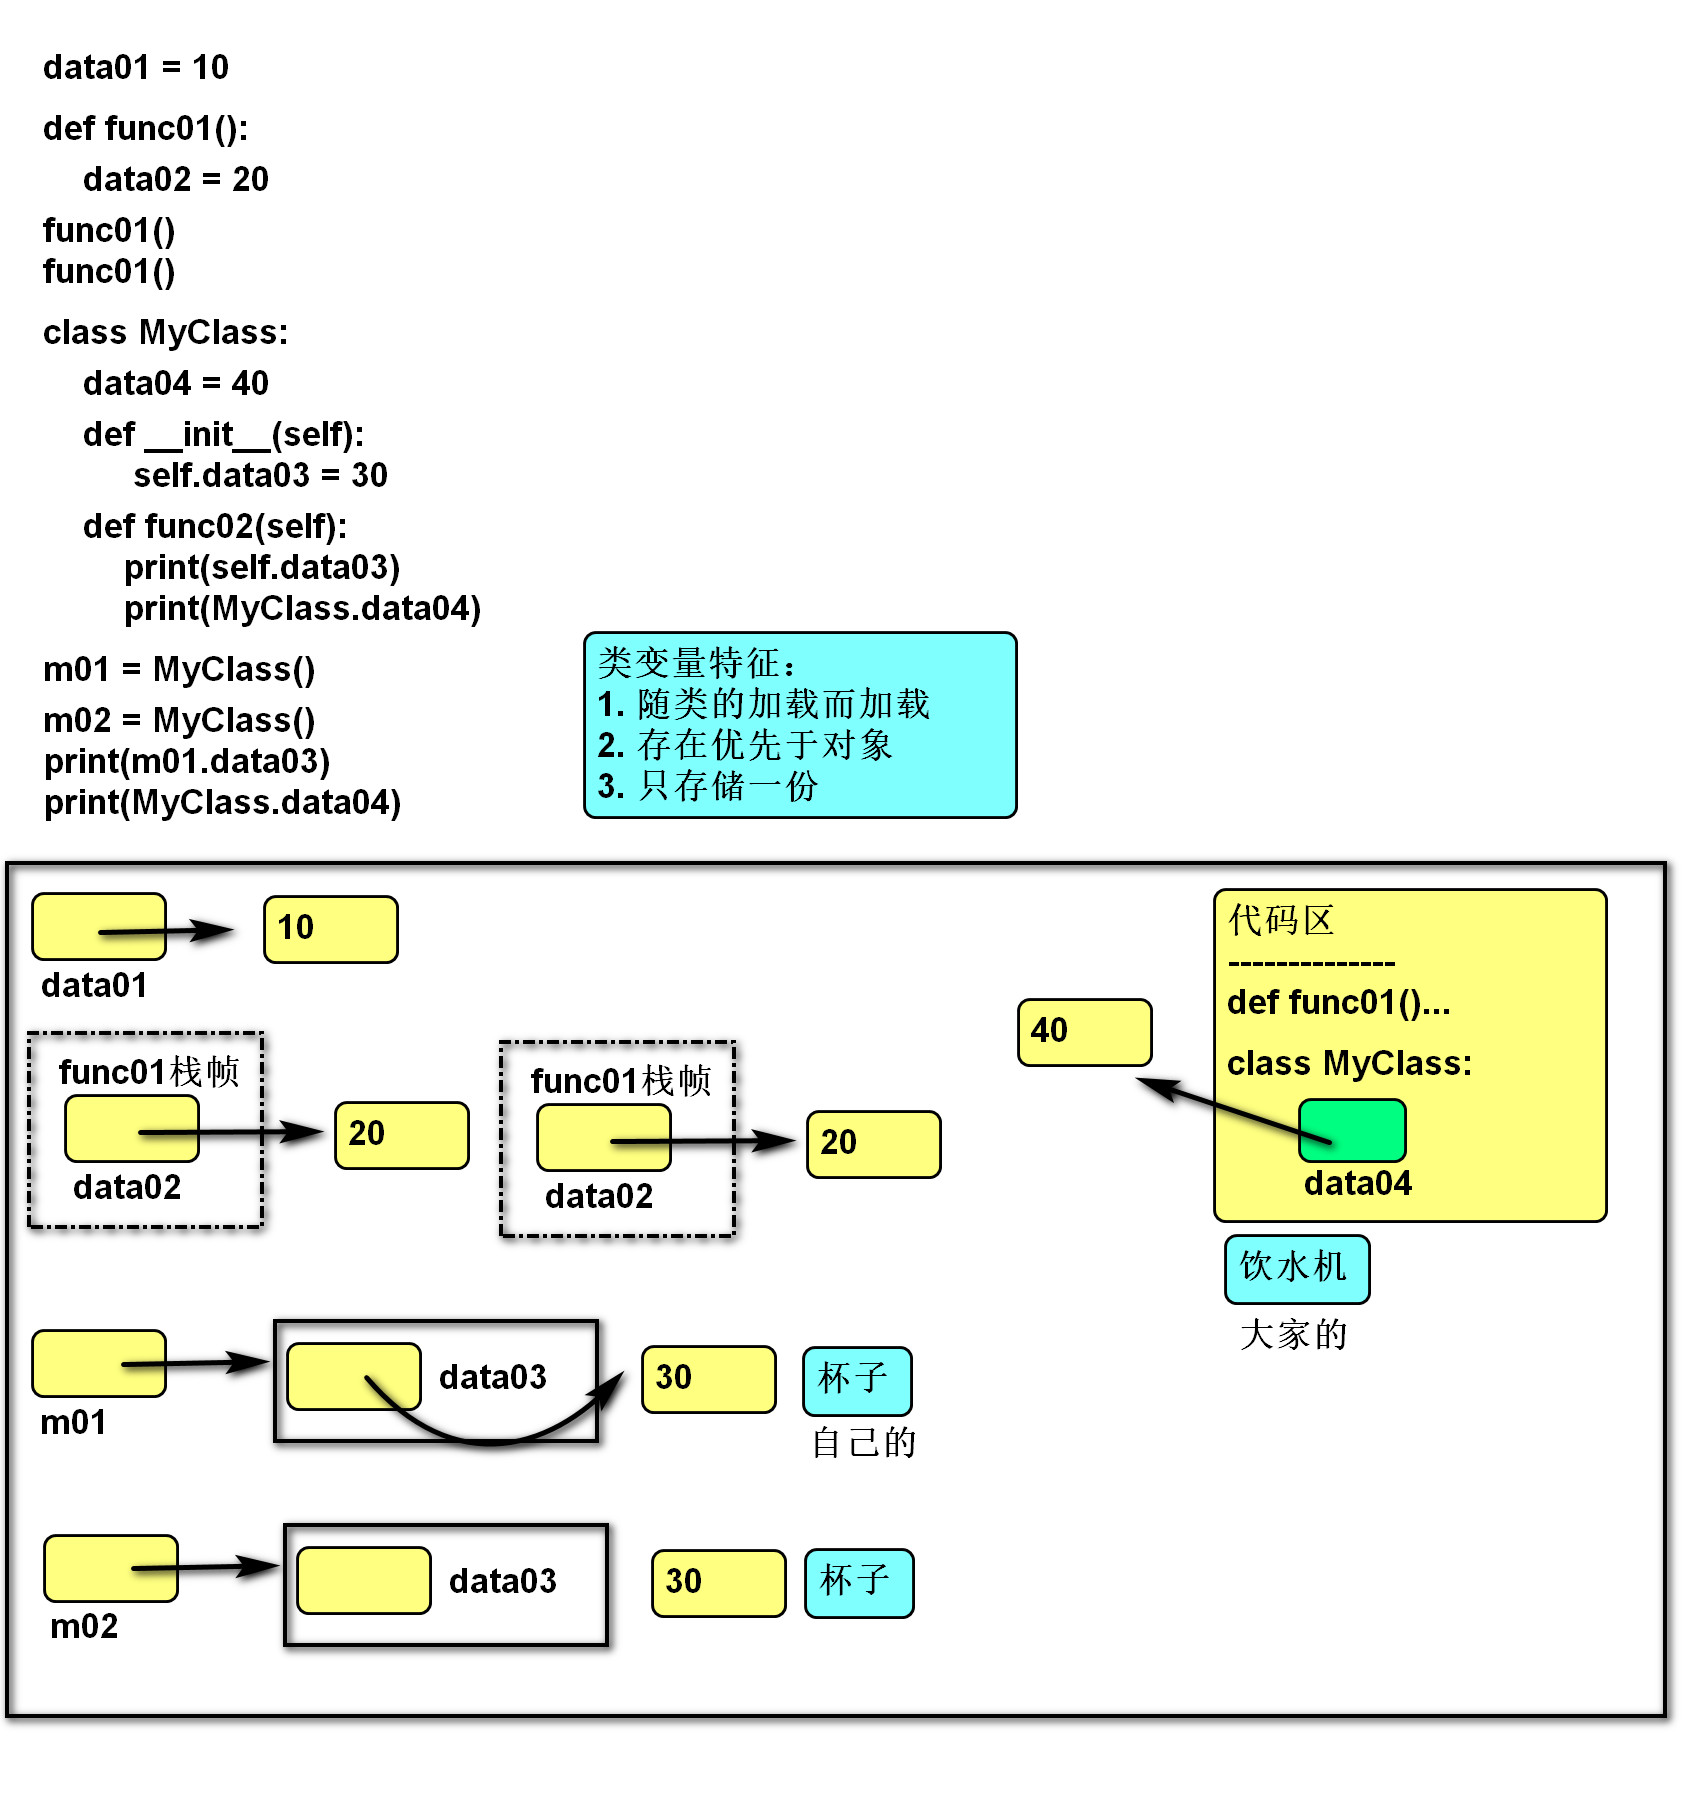 data01 = 10
def func01():
data02 = 20
func01()
func01()
class MyClass:
data04 = 40
def __init__(self):
self.data03 = 30
def func02(self):
print(self.data03)
print(MyClass.data04)
m01 = MyClass()
m02 = MyClass()
print(m01.data03)
print(MyClass.data04)
类变量特征：
1. 随类的加载而加载
2. 存在优先于对象
3. 只存储一份
10
data01
func01栈帧
20
data02
func01栈帧
20
data02
40
代码区
--------------
def func01()...
class MyClass:
data04
饮水机
大家的
data03
30
杯子
m01
自己的
data03
30
杯子
m02